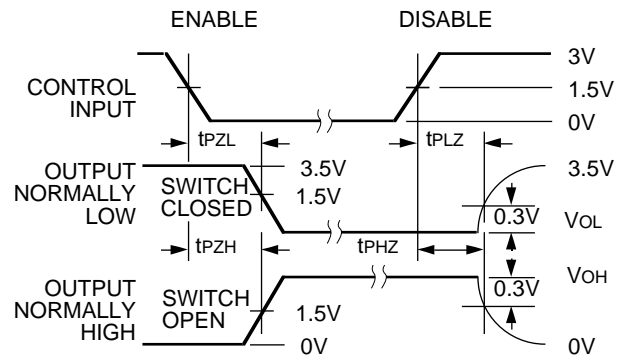 ENABLE
DISABLE
CONTROL
INPUT
3V
1.5V
0V
tPZL
tPLZ
OUTPUT
NORMALLY
LOW
SWITCH
CLOSED
3.5V
1.5V
3.5V
0.3V
VOL
tPZH
tPHZ
OUTPUT
NORMALLY
HIGH
SWITCH
OPEN
1.5V
0V
0.3V
VOH
0V